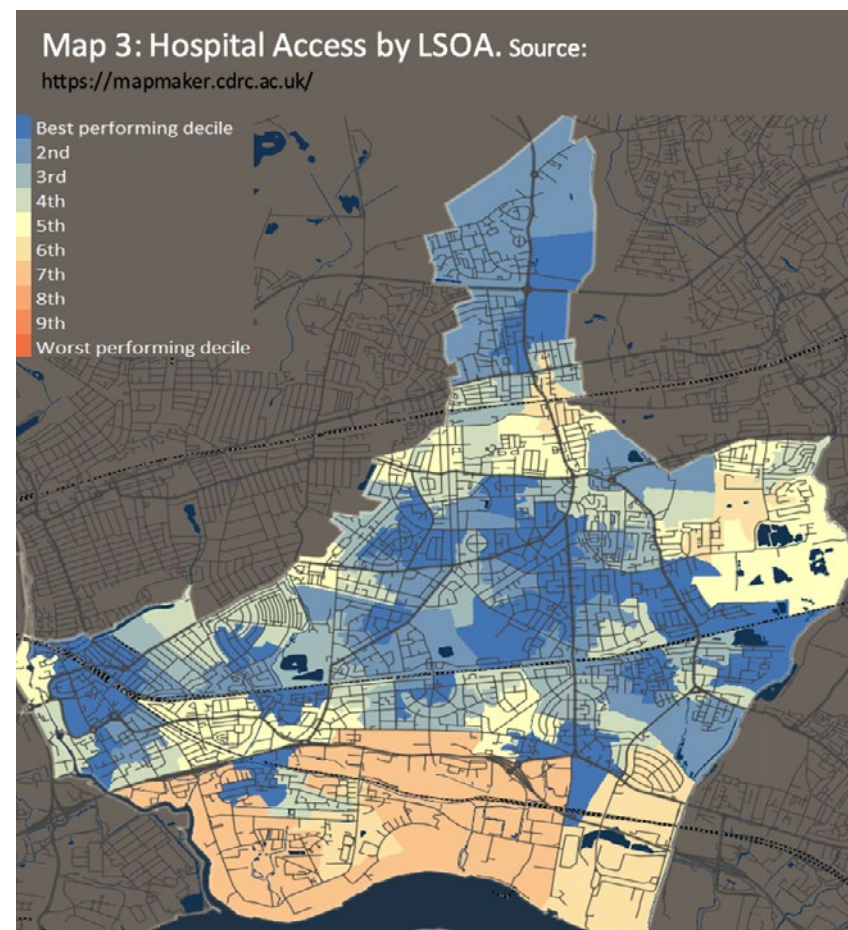 Map 3: Hospital Access by LSOA. Source:
https://mapmaker.cdrc.ac.uk/
Best performing decile
2nd
3rd
4th
5th
6th
7th
8th
9th
Worst performing decile